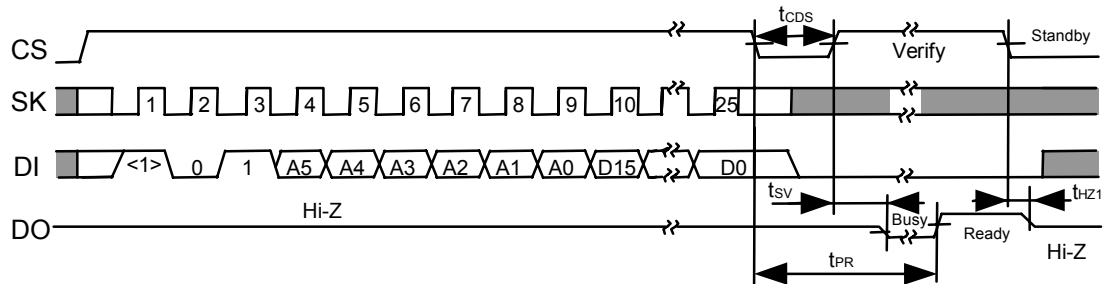 tCDS
CS Verify Standby
SK 1 2 3 4 5 6 7 8 9 10 25
DI <1> 0 1 A5 A4 A3 A2 A1 A0 D15 D0
tSV tHZ1
Hi-Z
DO Busy Ready Hi-Z
tPR